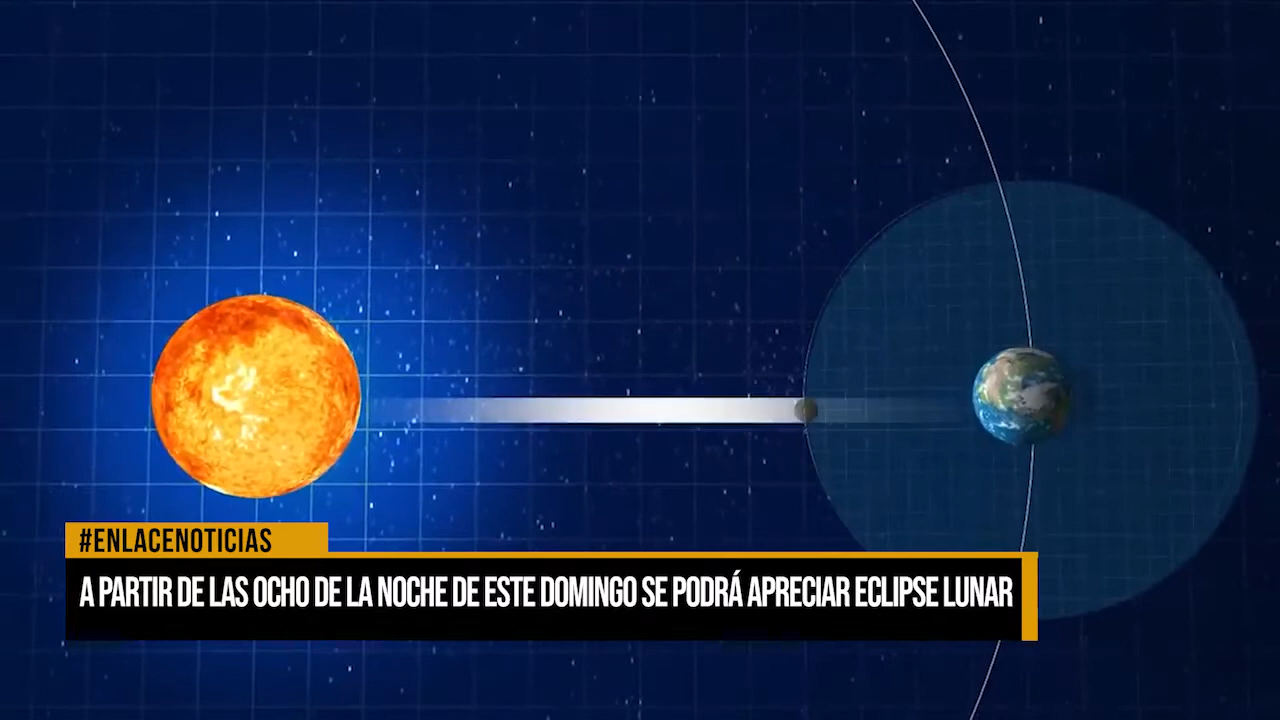 #ENLACENOTICIAS
A PARTIR DE LAS OCHO DE LA NOCHE DE ESTE DOMINGO SE PODRÁ APRECIAR ECLIPSE LUNAR